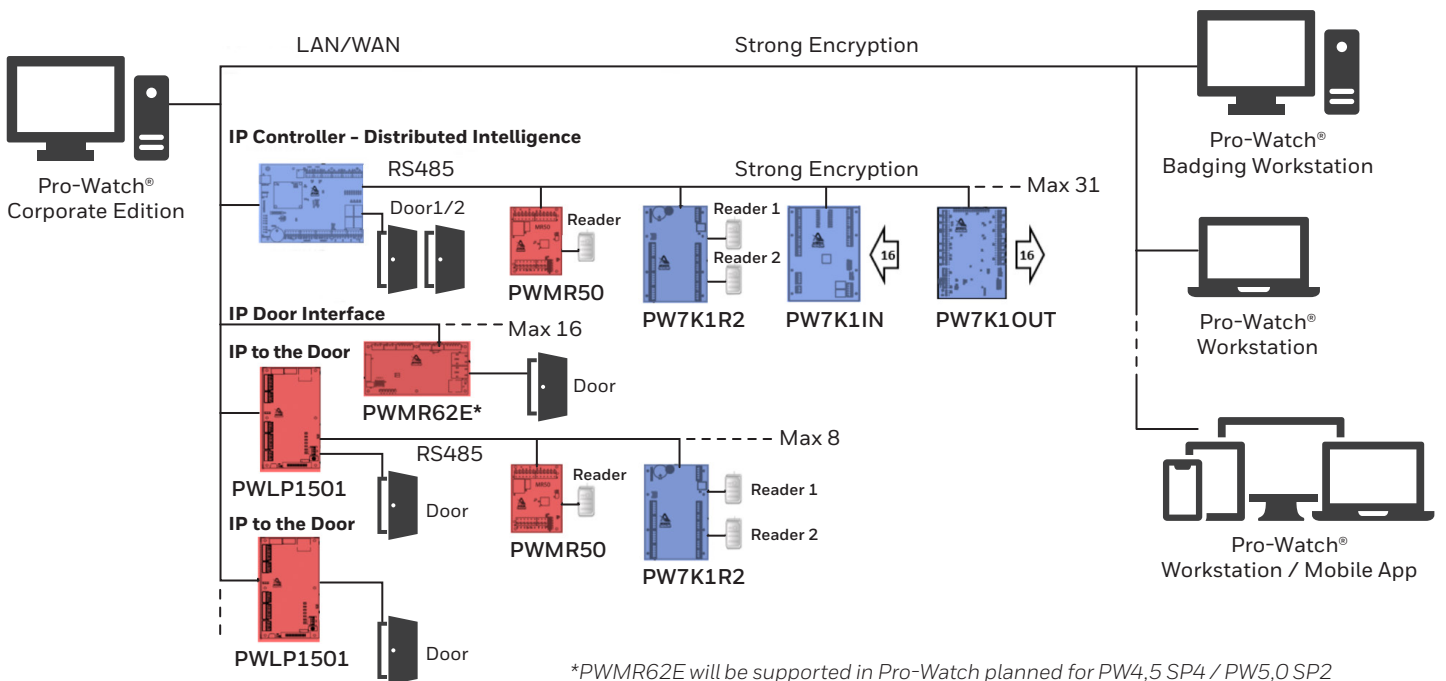 LAN/WAN
Strong Encryption
Pro-Watch®
Corporate Edition
Pro-Watch®
Badging Workstation
IP Controller - Distributed Intelligence
RS485
Strong Encryption
Max 31
Door1/2
Reader
Reader 1
Reader 2
16
16
PWMR50
PW7K1R2
PW7K1IN
PW7K1OUT
Pro-Watch®
Workstation
IP Door Interface
Max 16
IP to the Door
Door
PWMR62E*
Max 8
RS485
PWLP1501
Door
Reader
Reader 1
Reader 2
PWMR50
PW7K1R2
Pro-Watch®
Workstation / Mobile App
IP to the Door
PWLP1501
Door
*PWMR62E will be supported in Pro-Watch planned for PW4,5 SP4 / PW5,0 SP2